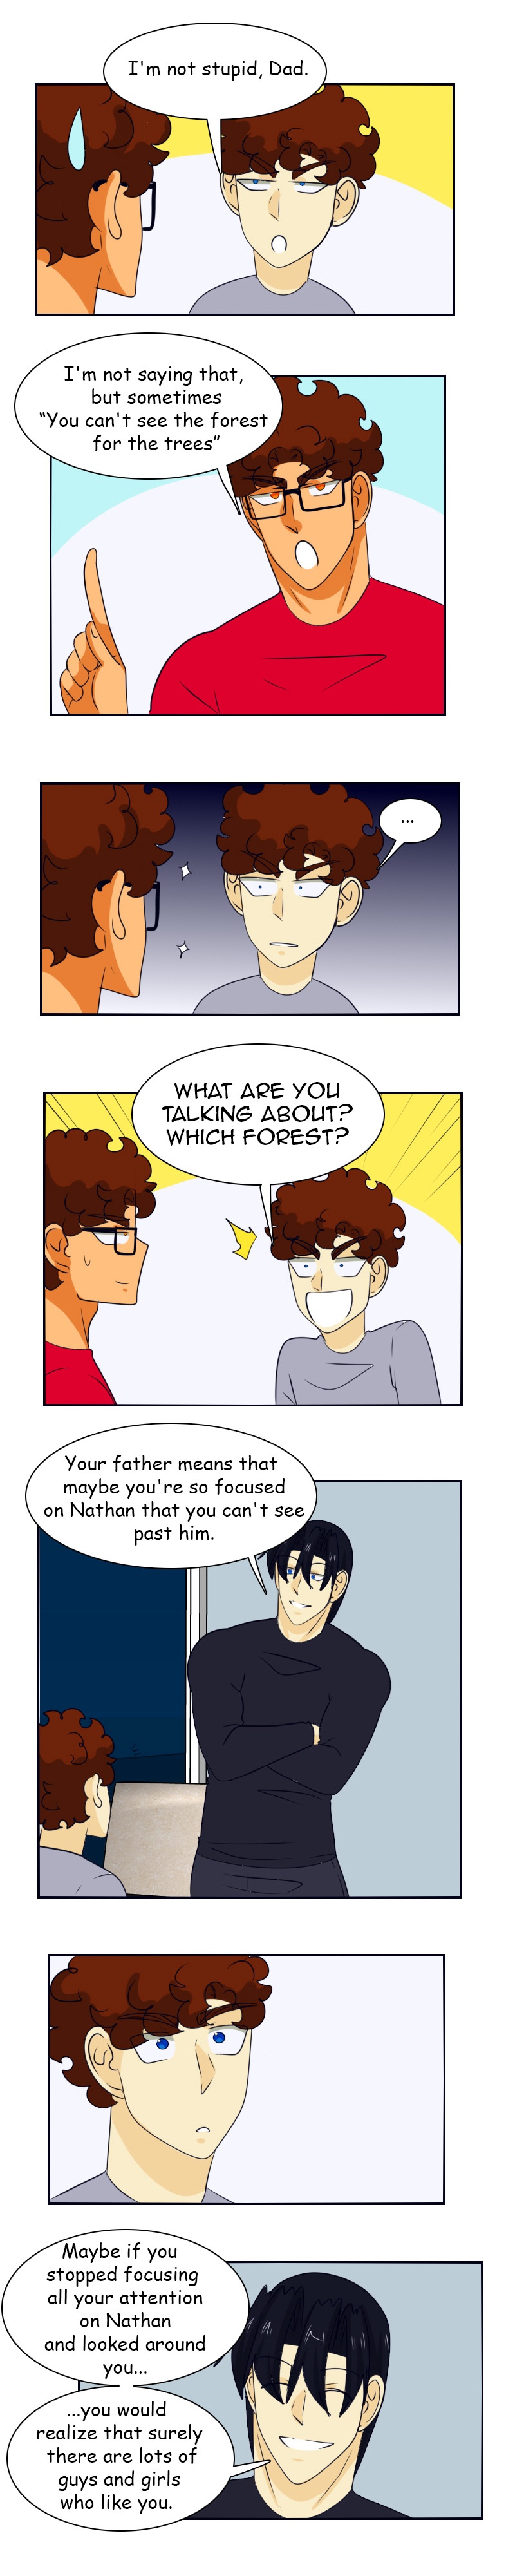 I'm not stupid, Dad.
I'm not saying that,
but sometimes
“You can't see the forest
for the trees”
...
WHAT ARE YOU
TALKING ABOUT?
WHICH FOREST?
Your father means that
maybe you're so focused
on Nathan that you can't see
past him.
Maybe if you
stopped focusing
all your attention
on Nathan
and looked around
you...
...you would
realize that surely
there are lots of
guys and girls
who like you.